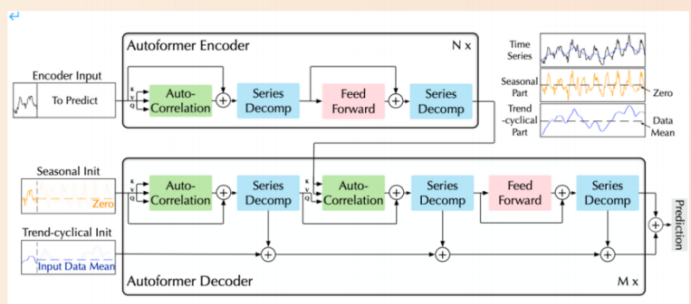 Autoformer Encoder
N x
Encoder Input
To Predict
K
V
Q
Auto-
Correlation
Series
Decomp
Feed
Forward
Series
Decomp
Time
Series
Seasonal
Part
Zero
Trend
-cyclical
Part
Data
Mean
Seasonal Init
Zero
Trend-cyclical Init
Input Data Mean
K
V
Q
Auto-
Correlation
Series
Decomp
K
V
Q
Auto-
Correlation
Series
Decomp
Feed
Forward
Series
Decomp
Prediction
Autoformer Decoder
M x